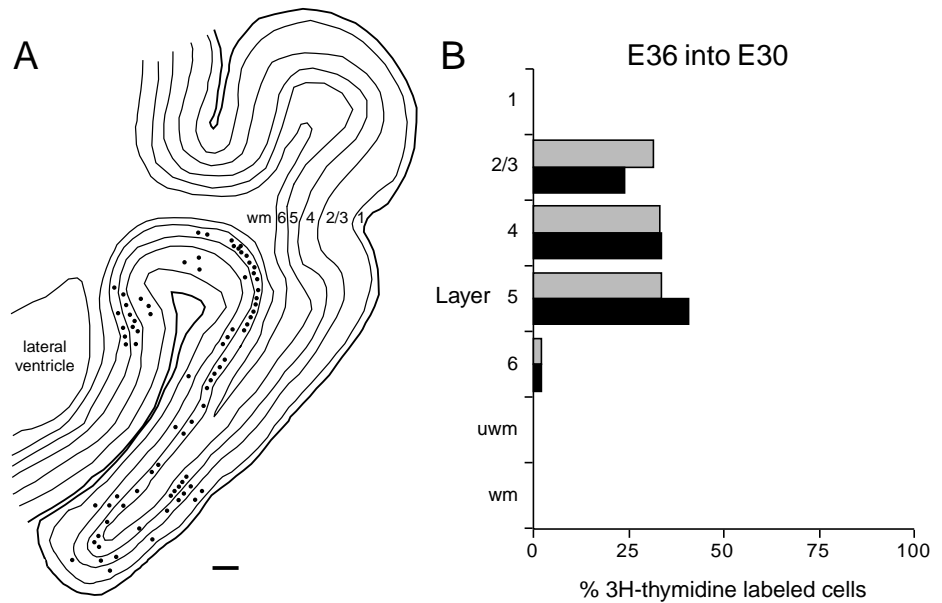 A
wm 6 5 4 2/3 1
lateral
ventricle
B
E36 into E30
1
2/3
4
Layer 5
6
uwm
wm
0 25 50 75 100
% 3H-thymidine labeled cells